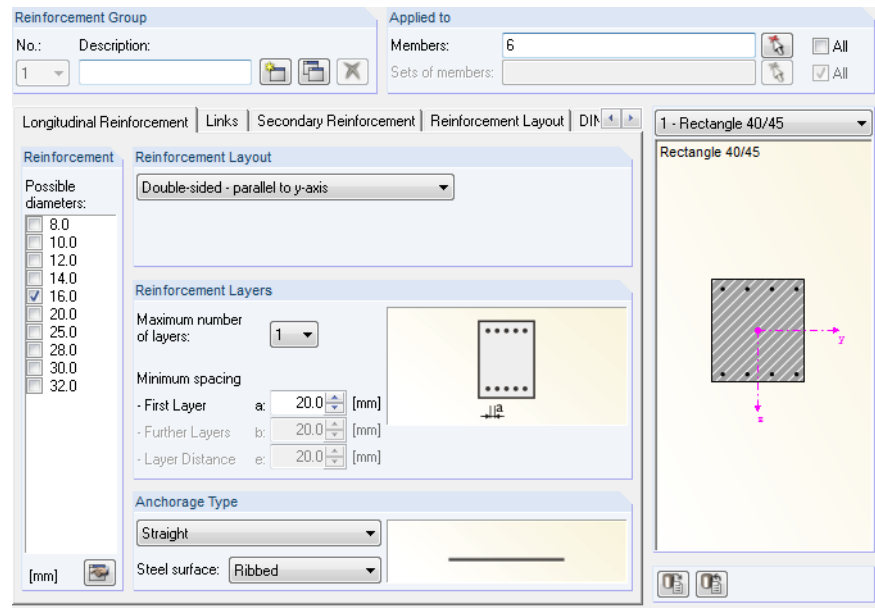 Reinforcement Group
Applied to
No.: Description:
Members: 6 All
1
Sets of members: All
Longitudinal Reinforcement Links Secondary Reinforcement Reinforcement Layout DIN
1 - Rectangle 40/45
Reinforcement
Possible
diameters:
8.0
10.0
12.0
14.0
16.0
20.0
25.0
28.0
30.0
32.0
[mm]
Reinforcement Layout
Double-sided - parallel to y-axis
Reinforcement Layers
Maximum number
of layers: 1
Minimum spacing
- First Layer a: 20.0 [mm]
- Further Layers b: 20.0 [mm]
- Layer Distance e: 20.0 [mm]
a
Anchorage Type
Straight
Steel surface: Ribbed
Rectangle 40/45
y
z